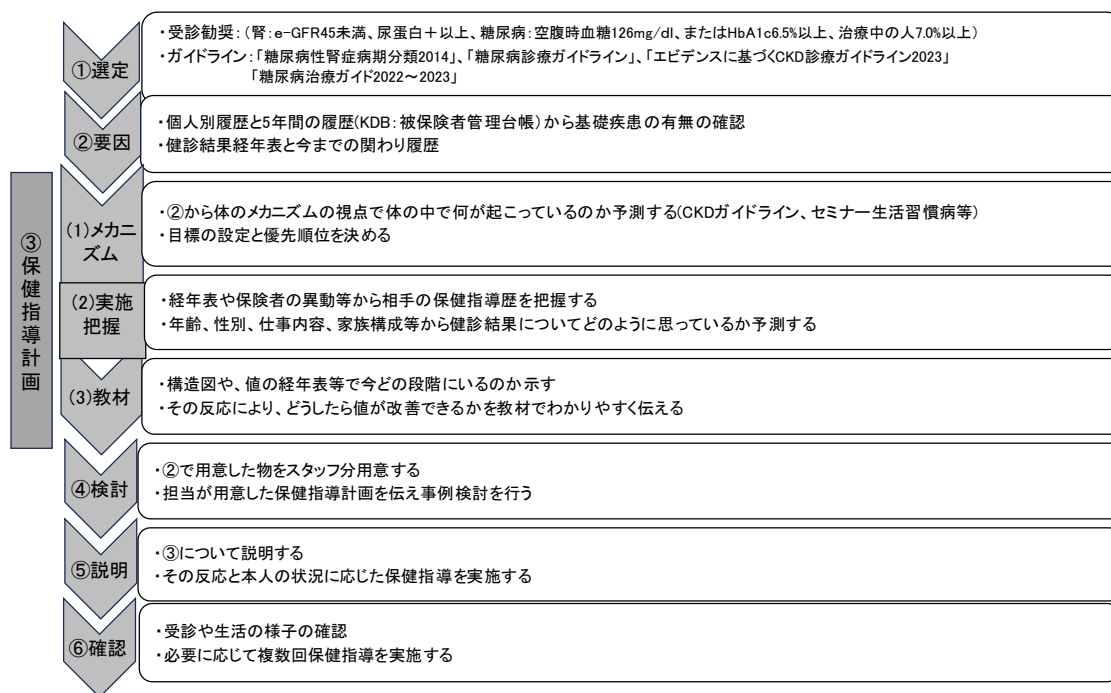 ①選定
・受診勧奨：（腎：e-GFR45未満、尿蛋白＋以上、糖尿病：空腹時血糖126mg/dl、またはHbA1c6.5%以上、治療中の人7.0%以上）
・ガイドライン：「糖尿病性腎症病期分類2014」、「糖尿病診療ガイドライン」、「エビデンスに基づくCKD診療ガイドライン2023」
「糖尿病治療ガイド2022～2023」
②要因
・個人別履歴と5年間の履歴(KDB：被保険者管理台帳)から基礎疾患の有無の確認
・健診結果経年表と今までの関わり履歴
③保健指導計画
(1)メカニ
ズム
・②から体のメカニズムの視点で体の中で何が起こっているのか予測する(CKDガイドライン、セミナー生活習慣病等)
・目標の設定と優先順位を決める
(2)実施
把握
・経年表や保険者の異動等から相手の保健指導歴を把握する
・年齢、性別、仕事内容、家族構成等から健診結果についてどのように思っているか予測する
(3)教材
・構造図や、値の経年表等で今どの段階にいるのか示す
・その反応により、どうしたら値が改善できるかを教材でわかりやすく伝える
④検討
・②で用意した物をスタッフ分用意する
・担当が用意した保健指導計画を伝え事例検討を行う
⑤説明
・③について説明する
・その反応と本人の状況に応じた保健指導を実施する
⑥確認
・受診や生活の様子の確認
・必要に応じて複数回保健指導を実施する